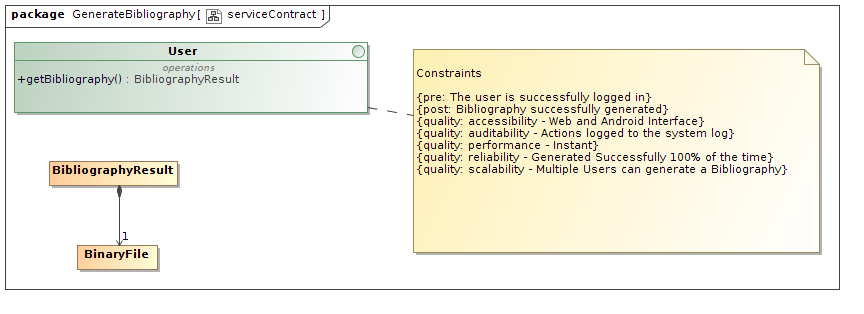 package GenerateBibliography[ serviceContract ]
User
operations
+getBibliography() : BibliographyResult
Constraints
{pre: The user is successfully logged in}
{post: Bibliography successfully generated}
{quality: accessibility - Web and Android Interface}
{quality: auditability - Actions logged to the system log}
{quality: performance - Instant}
{quality: reliability - Generated Successfully 100% of the time}
{quality: scalability - Multiple Users can generate a Bibliography}
BibliographyResult
1
BinaryFile